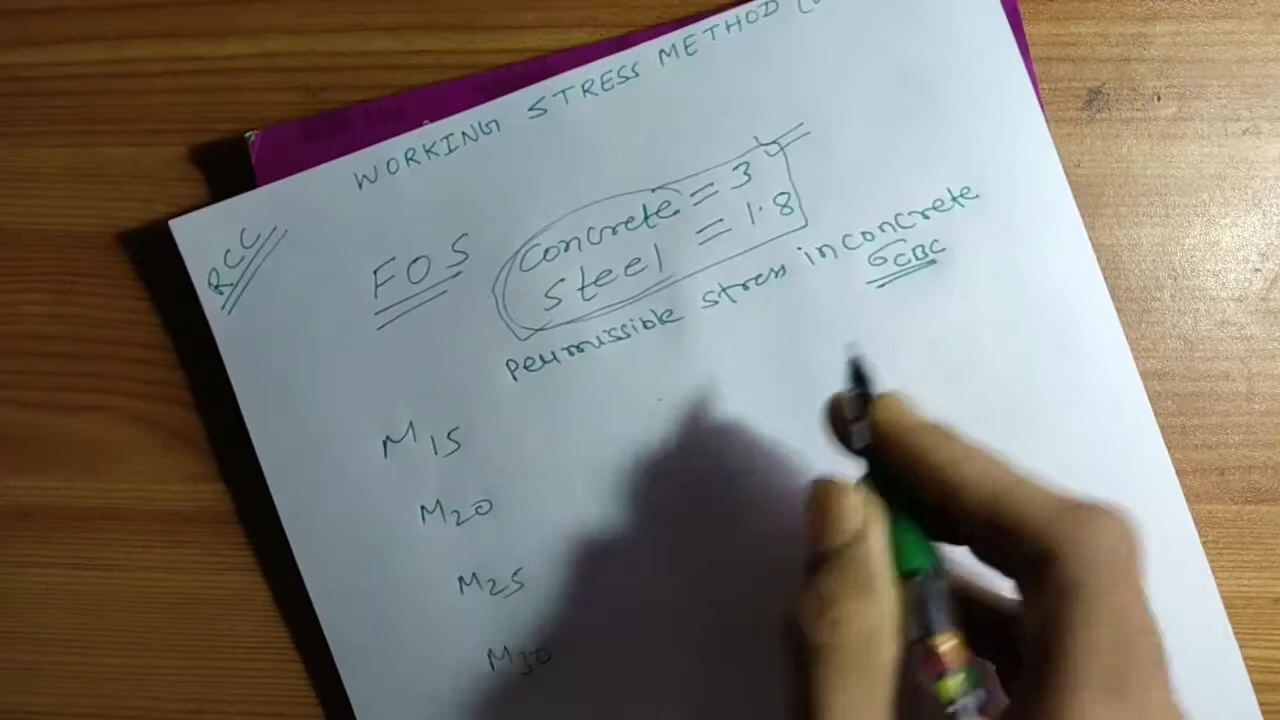 WORKING STRESS METHOD
RCC
FOS
concrete = 3
steel = 1.8
permissible stress in concrete
σCBC
M15
M20
M25
M30